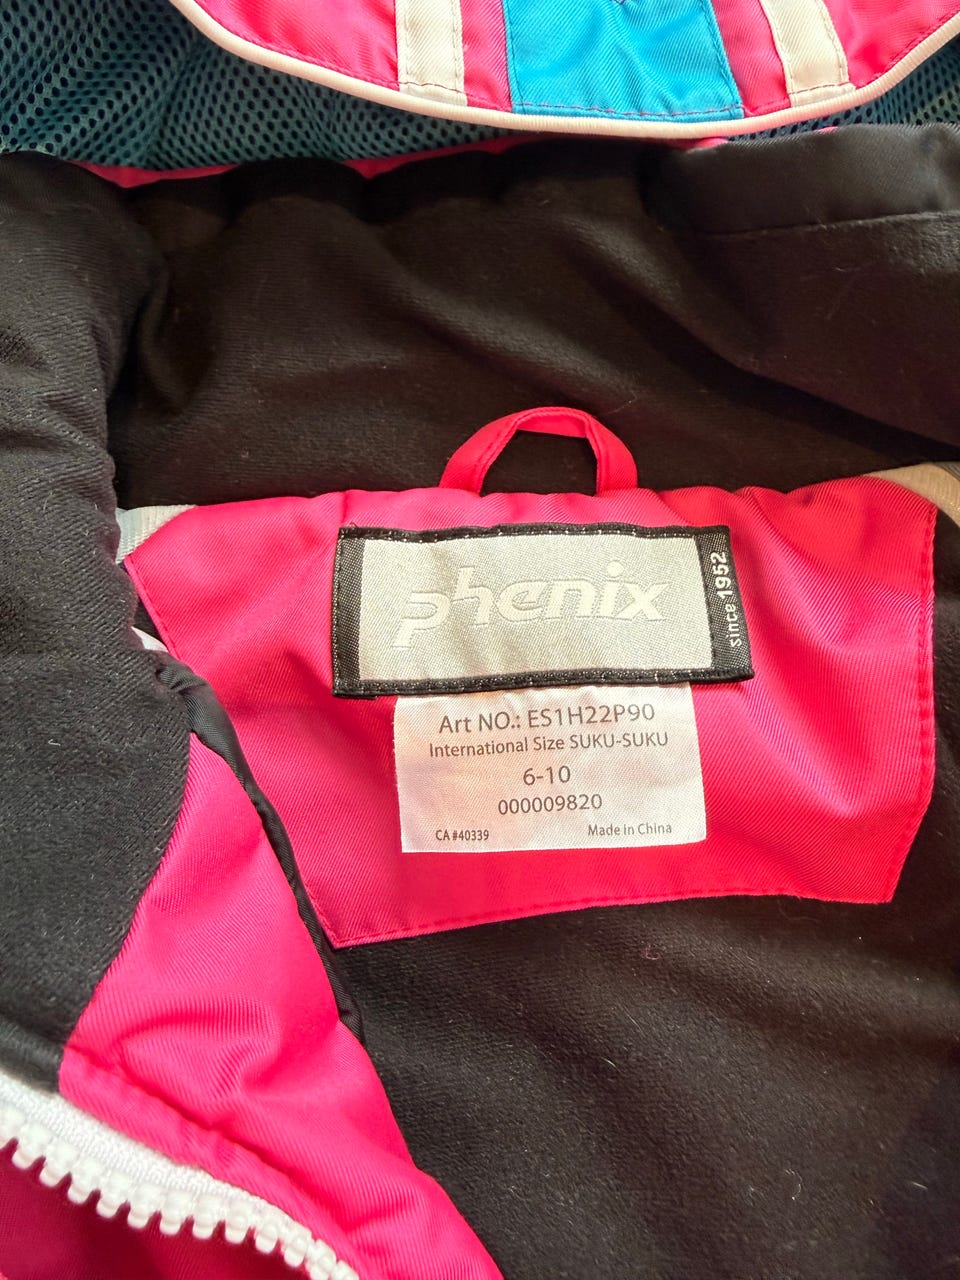 phenix
since 1952
Art NO.: ES1H22P90
International Size SUKU-SUKU
6-10
000009820
CA #40339 Made in China